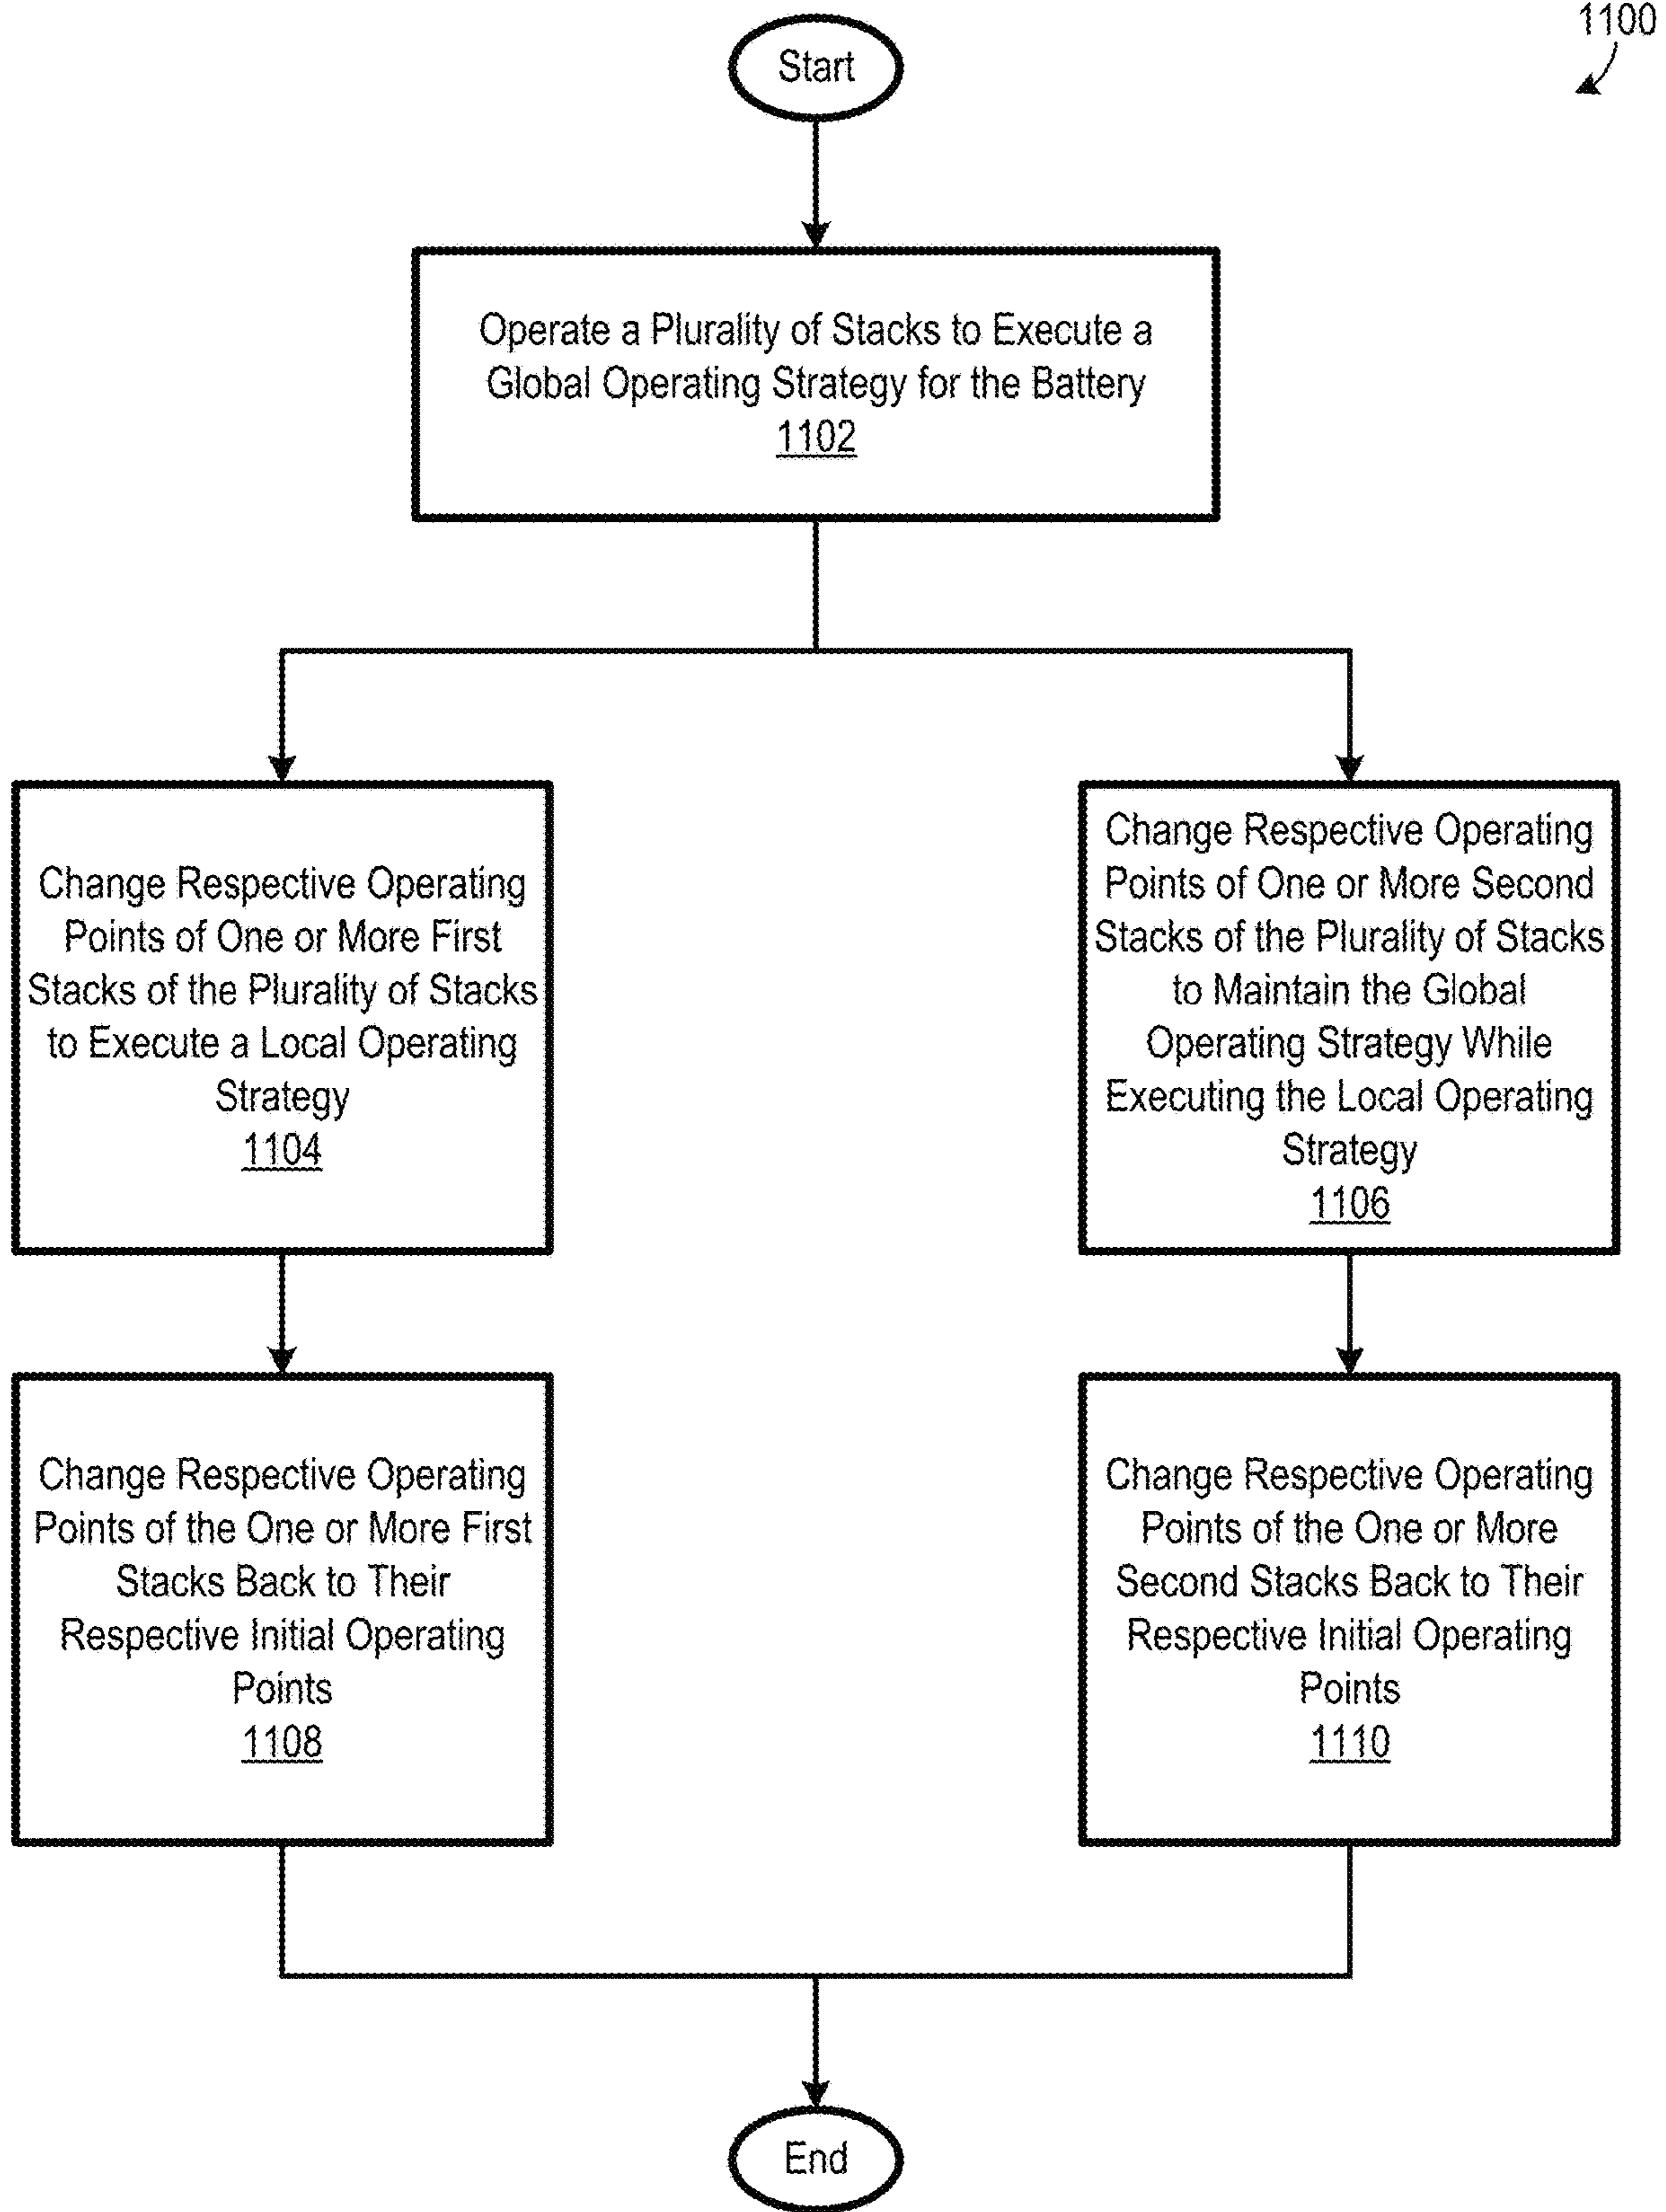 1100
Start
Operate a Plurality of Stacks to Execute a
Global Operating Strategy for the Battery
1102
Change Respective Operating
Points of One or More First
Stacks of the Plurality of Stacks
to Execute a Local Operating
Strategy
1104
Change Respective Operating
Points of One or More Second
Stacks of the Plurality of Stacks
to Maintain the Global
Operating Strategy While
Executing the Local Operating
Strategy
1106
Change Respective Operating
Points of the One or More First
Stacks Back to Their
Respective Initial Operating
Points
1108
Change Respective Operating
Points of the One or More
Second Stacks Back to Their
Respective Initial Operating
Points
1110
End